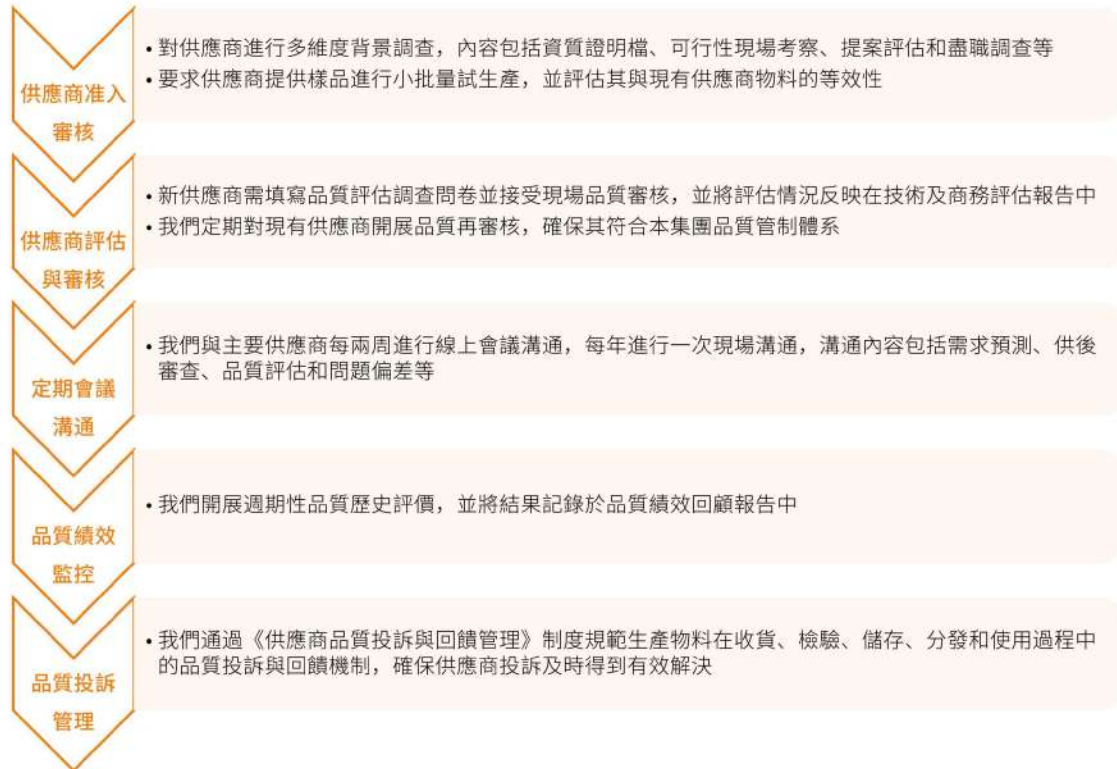 供應商准入
審核
• 對供應商進行多維度背景調查，內容包括資質證明檔、可行性現場考察、提案評估和盡職調查等
• 要求供應商提供樣品進行小批量試生產，並評估其與現有供應商物料的等效性
供應商評估
與審核
• 新供應商需填寫品質評估調查問卷並接受現場品質審核，並將評估情況反映在技術及商務評估報告中
• 我們定期對現有供應商開展品質再審核，確保其符合本集團品質管制體系
定期會議
溝通
• 我們與主要供應商每兩周進行線上會議溝通，每年進行一次現場溝通，溝通內容包括需求預測、供後
審查、品質評估和問題偏差等
品質績效
監控
• 我們開展週期性品質歷史評價，並將結果記錄於品質績效回顧報告中
品質投訴
管理
• 我們通過《供應商品質投訴與回饋管理》制度規範生產物料在收貨、檢驗、儲存、分發和使用過程中
的品質投訴與回饋機制，確保供應商投訴及時得到有效解決